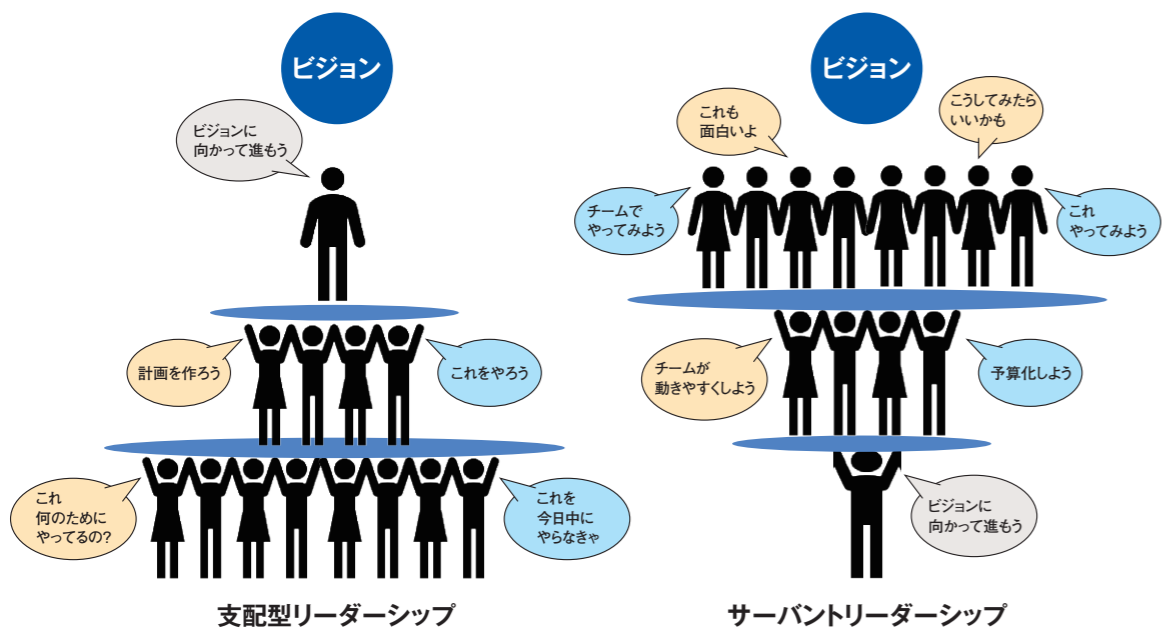 ビジョン
ビジョンに
向かって進もう
計画を作ろう
これをやろう
これ
何のために
やってるの?
これを
今日中に
やらなきゃ
支配型リーダーシップ
ビジョン
これも
面白いよ
こうしてみたら
いいかも
チームで
やってみよう
これ
やってみよう
チームが
動きやすくしよう
予算化しよう
ビジョンに
向かって進もう
サーバントリーダーシップ